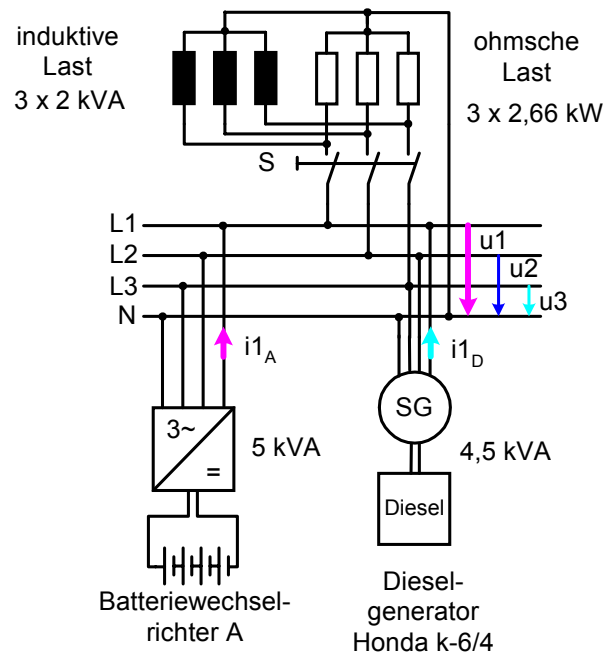 induktive
Last
3 x 2 kVA
ohmsche
Last
3 x 2,66 kW
S
L1
L2
L3
N
u1
u2
u3
i1A
i1D
3~
=
5 kVA
SG
4,5 kVA
Diesel
Batteriewechsel-
richter A
Diesel-
generator
Honda k-6/4